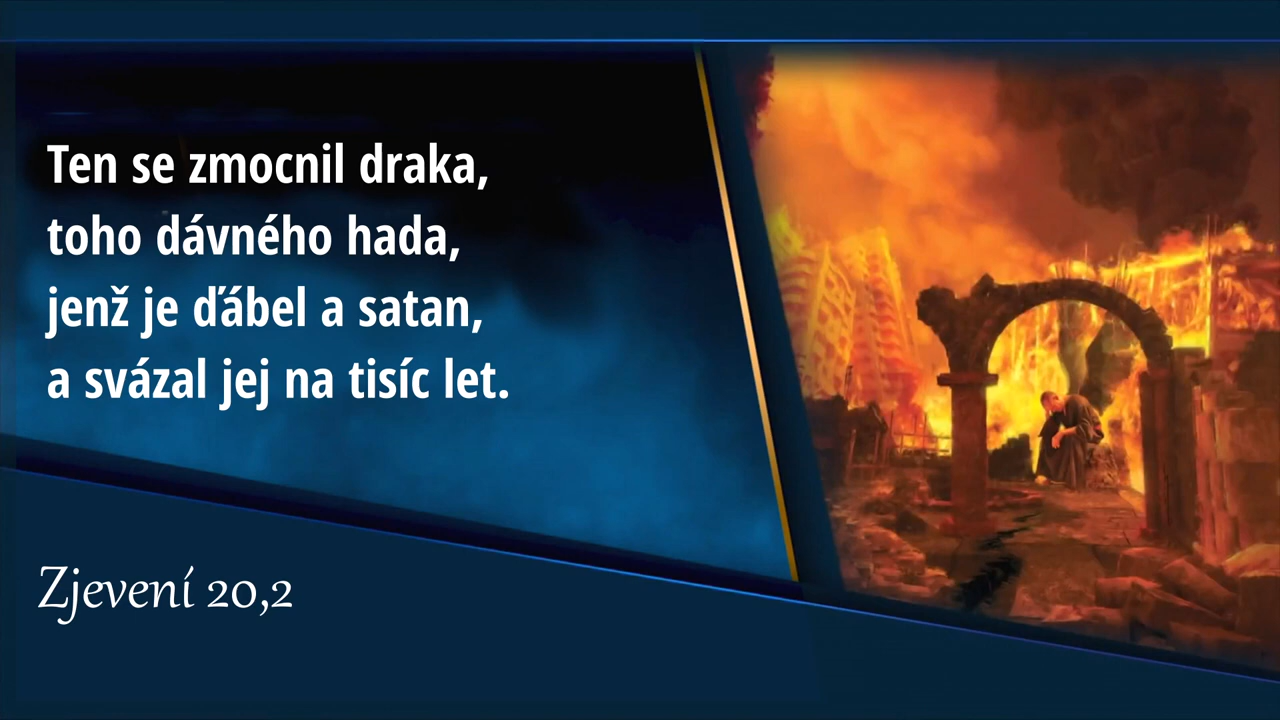 Ten se zmocnil draka,
toho dávného hada,
jenž je ďábel a satan,
a svázal jej na tisíc let.
Zjevení 20,2